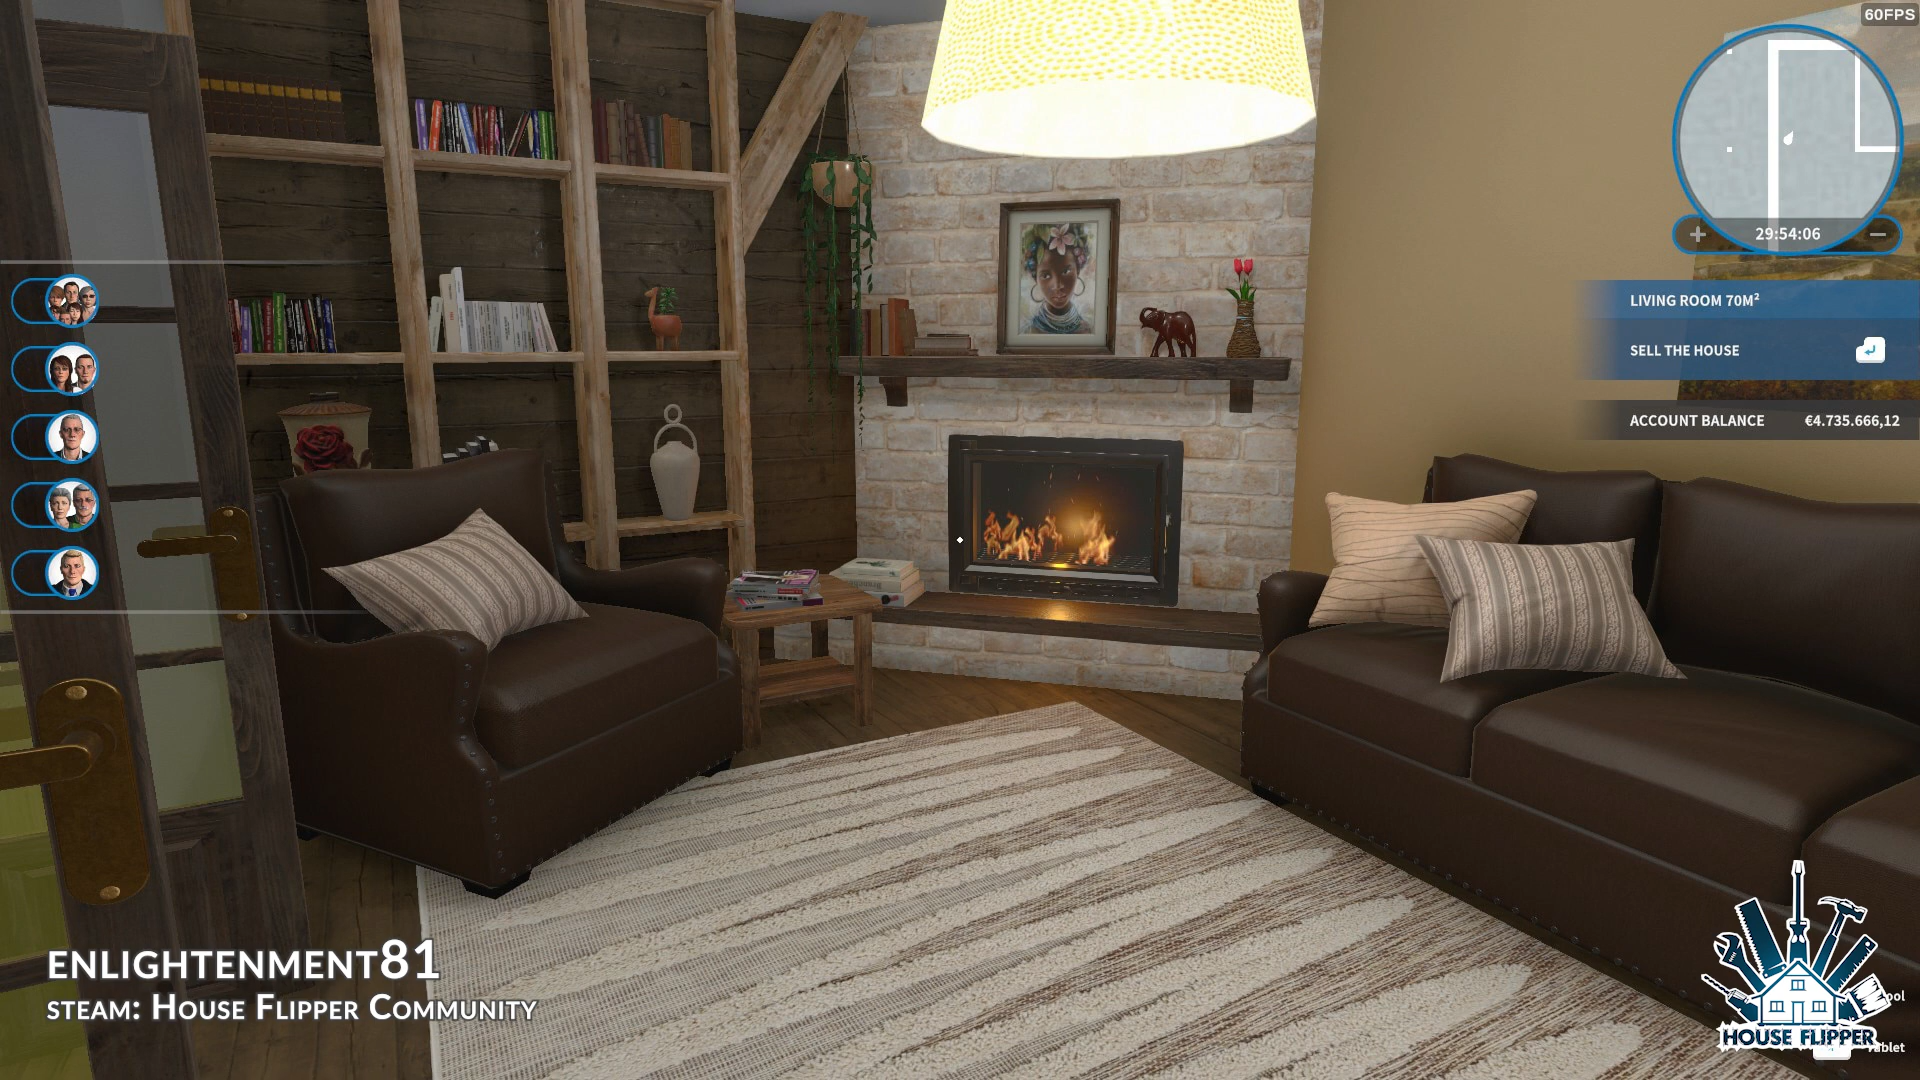 60FPS
29:54:06
LIVING ROOM 70M²
SELL THE HOUSE
ACCOUNT BALANCE €4.735.666,12
ENLIGHTENMENT81
STEAM: HOUSE FLIPPER COMMUNITY
HOUSE FLIPPER